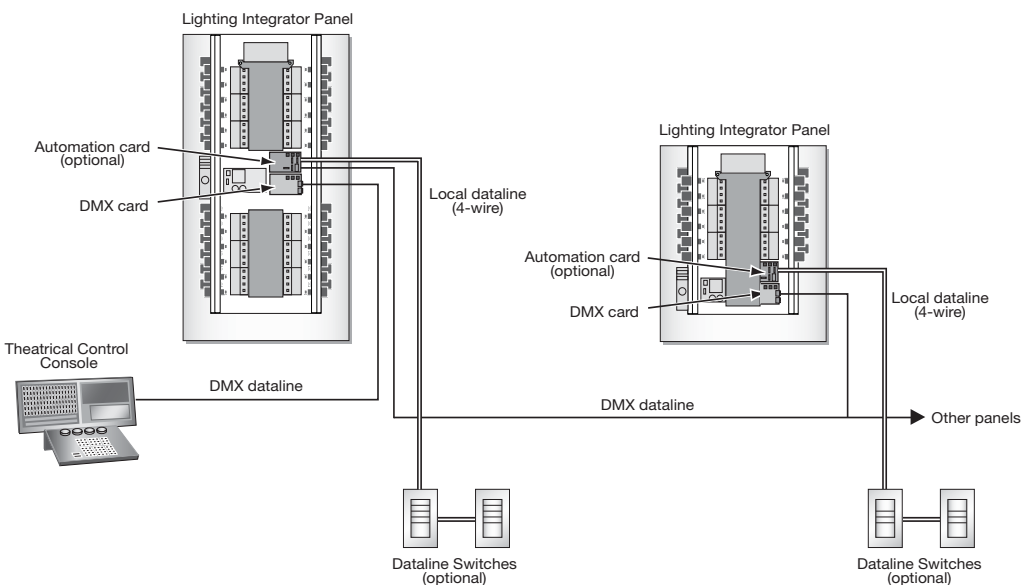 Lighting Integrator Panel
Automation card
(optional)
DMX card
Local dataline
(4-wire)
Lighting Integrator Panel
Automation card
(optional)
DMX card
Local dataline
(4-wire)
Theatrical Control
Console
DMX dataline
DMX dataline
Other panels
Dataline Switches
(optional)
Dataline Switches
(optional)